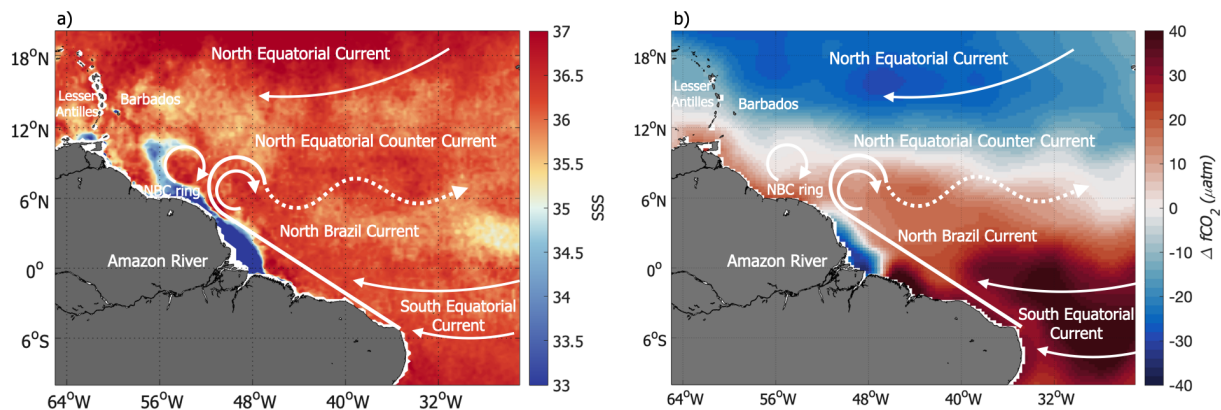 a)
North Equatorial Current
Lesser
Antilles
Barbados
North Equatorial Counter Current
NBC ring
North Brazil Current
Amazon River
South Equatorial
Current
18°N
12°N
6°N
0°
6°S
64°W
56°W
48°W
40°W
32°W
37
36.5
36
35.5
35
34.5
34
33.5
33
SSS
b)
North Equatorial Current
Lesser
Antilles
Barbados
North Equatorial Counter Current
NBC ring
North Brazil Current
Amazon River
South Equatorial
Current
18°N
12°N
6°N
0°
6°S
64°W
56°W
48°W
40°W
32°W
40
30
20
10
0
-10
-20
-30
-40
Δ fCO₂ (μatm)